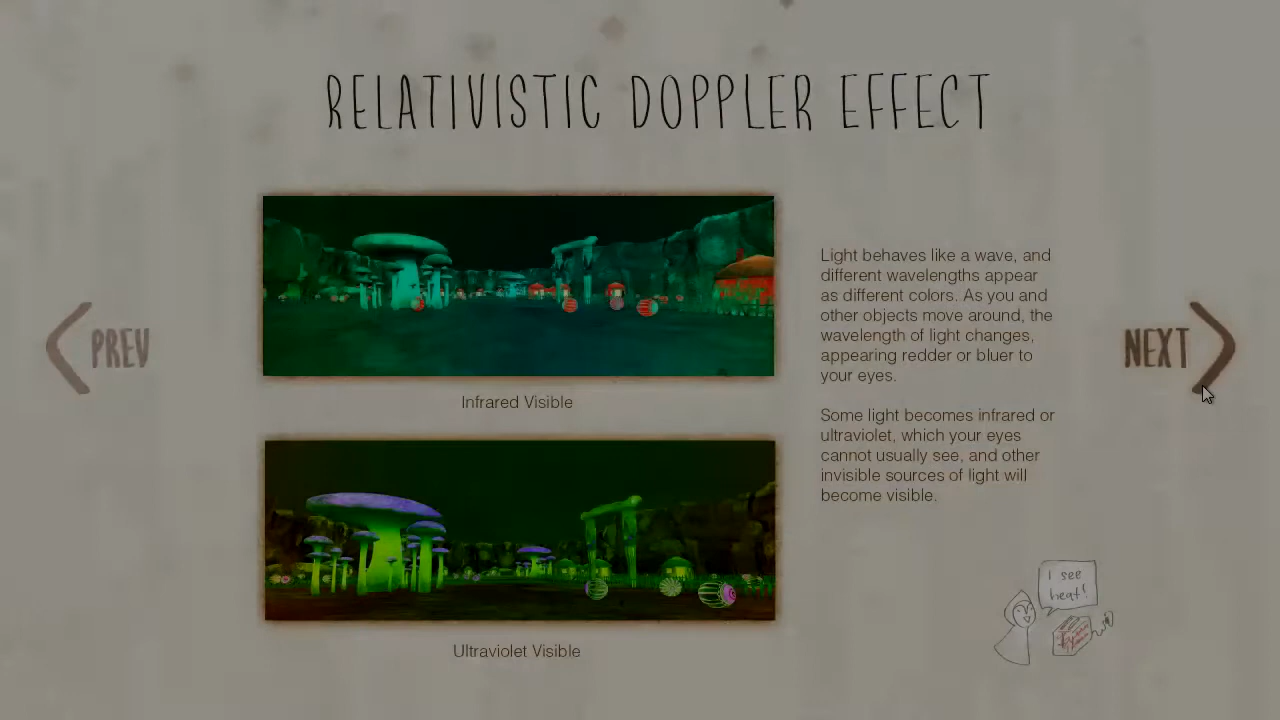 RELATIVISTIC DOPPLER EFFECT
PREV
Infrared Visible
Ultraviolet Visible
Light behaves like a wave, and
different wavelengths appear
as different colors. As you and
other objects move around, the
wavelength of light changes,
appearing redder or bluer to
your eyes.
Some light becomes infrared or
ultraviolet, which your eyes
cannot usually see, and other
invisible sources of light will
become visible.
NEXT
I see
heat!